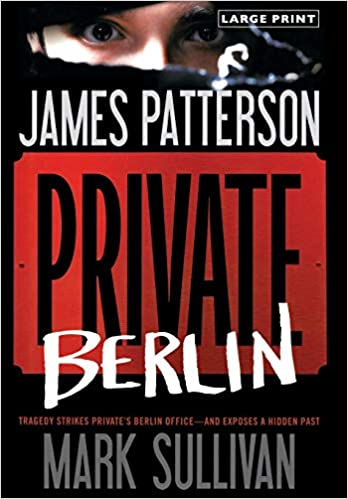 LARGE PRINT
JAMES PATTERSON
PRIVATE
BERLIN
TRAGEDY STRIKES PRIVATE'S BERLIN OFFICE—AND EXPOSES A HIDDEN PAST
MARK SULLIVAN